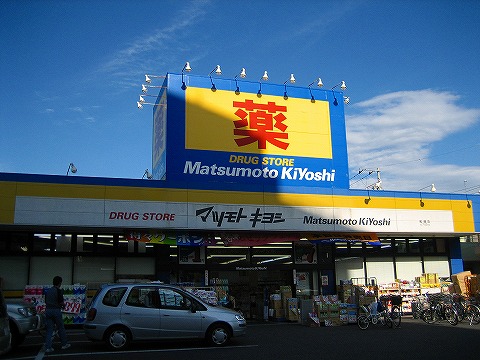 薬
DRUG STORE
Matsumoto KiYoshi
DRUG STORE マツモトキヨシ Matsumoto KiYoshi